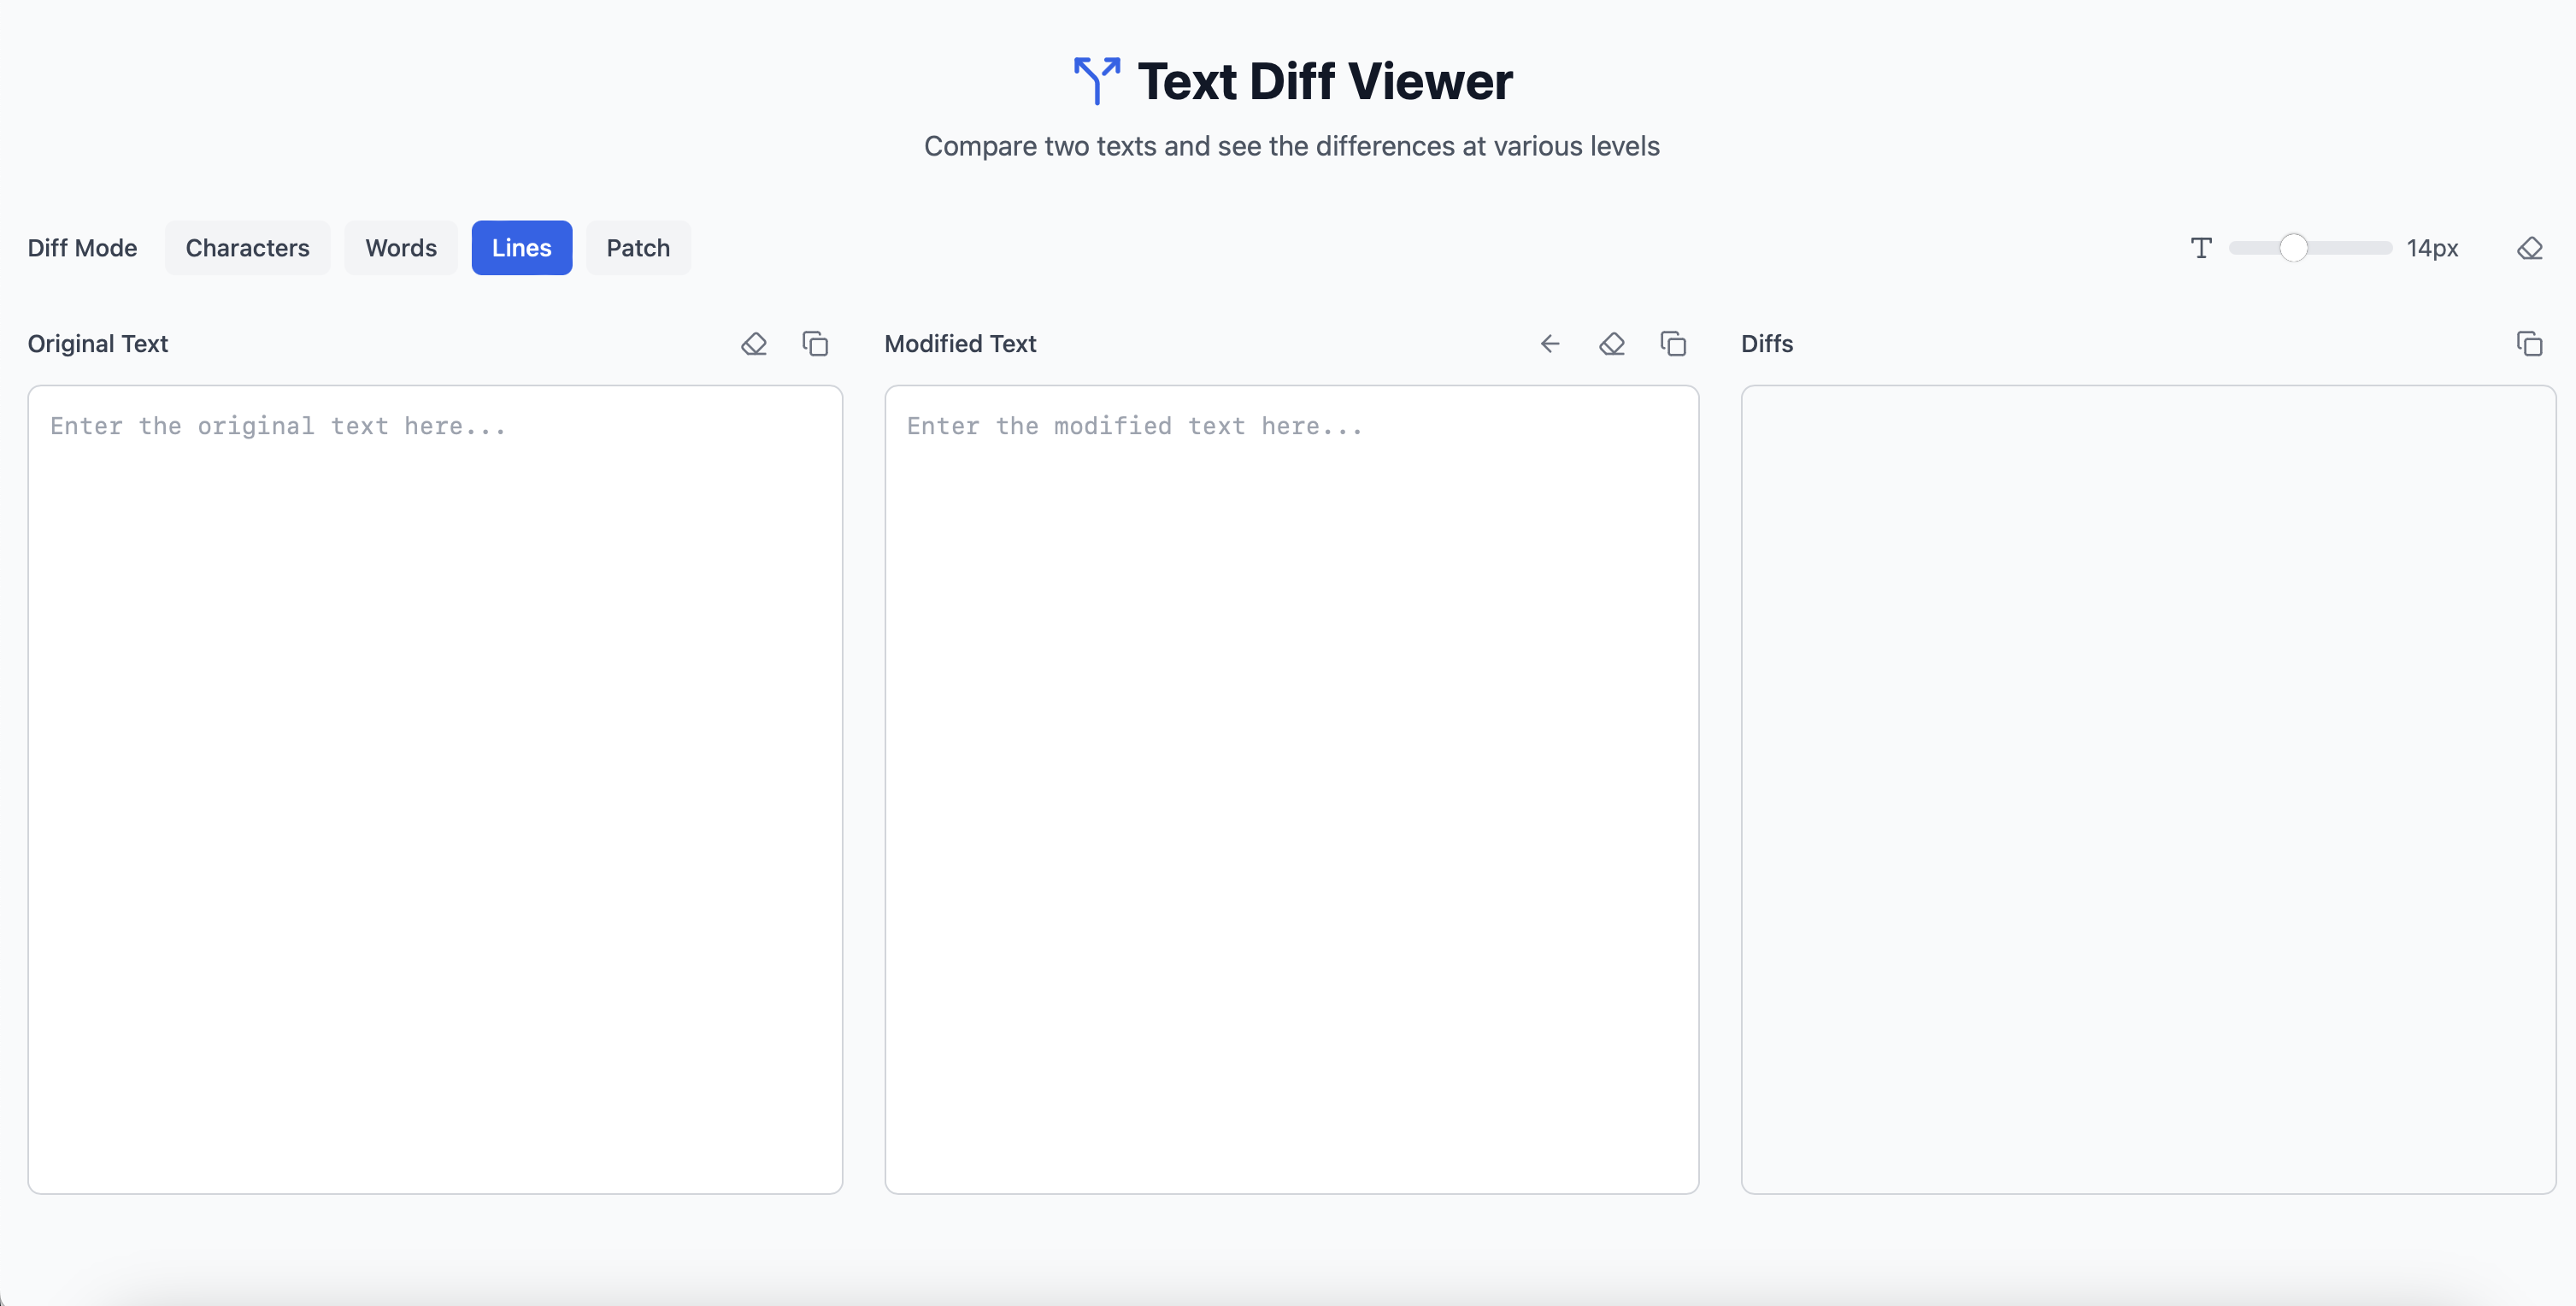 Text Diff Viewer
Compare two texts and see the differences at various levels
Diff Mode Characters Words Lines Patch 14px
Original Text Modified Text Diffs
Enter the original text here... Enter the modified text here...